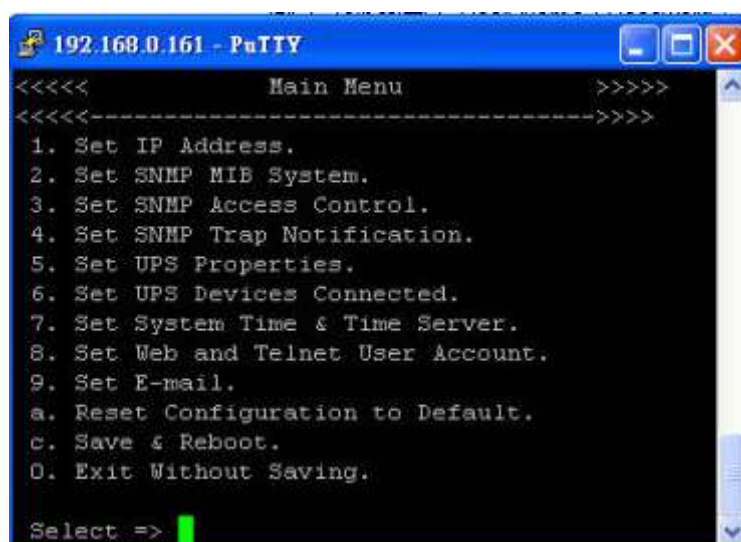 192.168.0.161 - PuTTY
<<<<< Main Menu >>>>>
<<<<<---------------------------------->>>>
1. Set IP Address.
2. Set SNMP MIB System.
3. Set SNMP Access Control.
4. Set SNMP Trap Notification.
5. Set UPS Properties.
6. Set UPS Devices Connected.
7. Set System Time & Time Server.
8. Set Web and Telnet User Account.
9. Set E-mail.
a. Reset Configuration to Default.
c. Save & Reboot.
0. Exit Without Saving.
Select =>